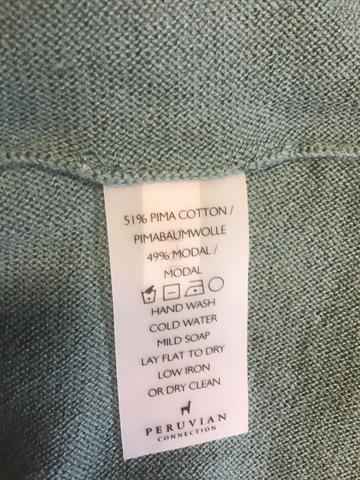 51% PIMA COTTON /
PIMABAUMWOLLE
49% MODAL /
MODAL
HAND WASH
COLD WATER
MILD SOAP
LAY FLAT TO DRY
LOW IRON
OR DRY CLEAN
PERUVIAN
CONNECTION